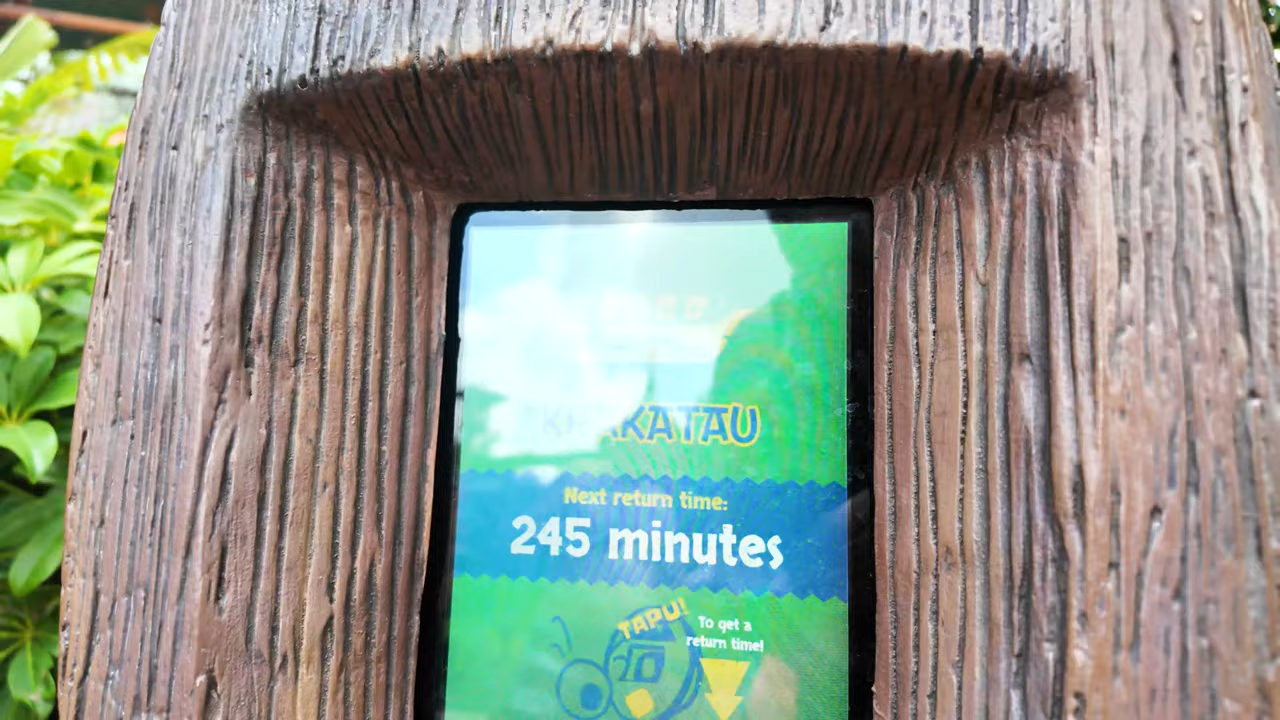 KRAKATAU
Next return time:
245 minutes
TAPU!
To get a
return time!